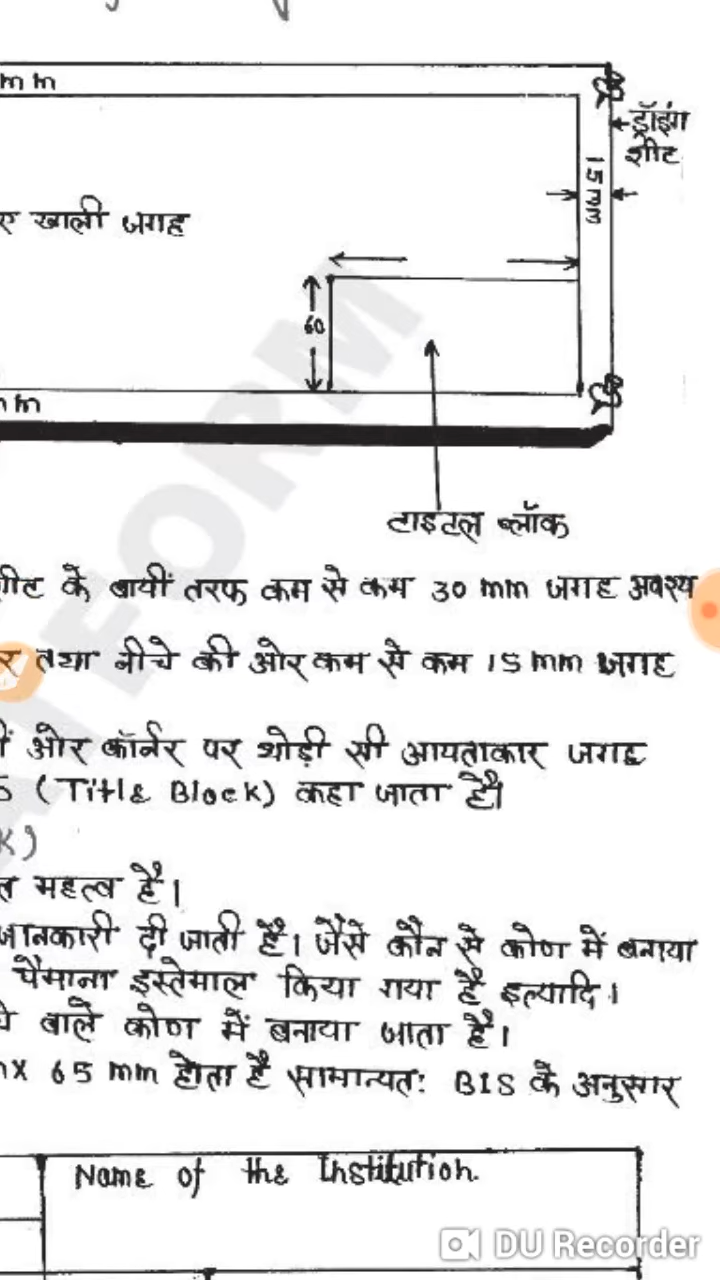 mm
ड्रॉइंग
शीट
15mm
ए खाली जगह
60
mm
टाइटल ब्लॉक
शीट के बायीं तरफ कम से कम 30 mm जगह अवश्य
र तथा नीचे की ओर कम से कम 15 mm जगह
ओर कॉर्नर पर थोड़ी सी आयताकार जगह
(Title Block) कहा जाता है।
K)
महत्व है।
जानकारी दी जाती है। जैसे कौन से कोण में बनाया
पैमाना इस्तेमाल किया गया है इत्यादि।
वाले कोण में बनाया जाता है।
x 65 mm होता है सामान्यतः BIS के अनुसार
Name of the Institution.
DU Recorder